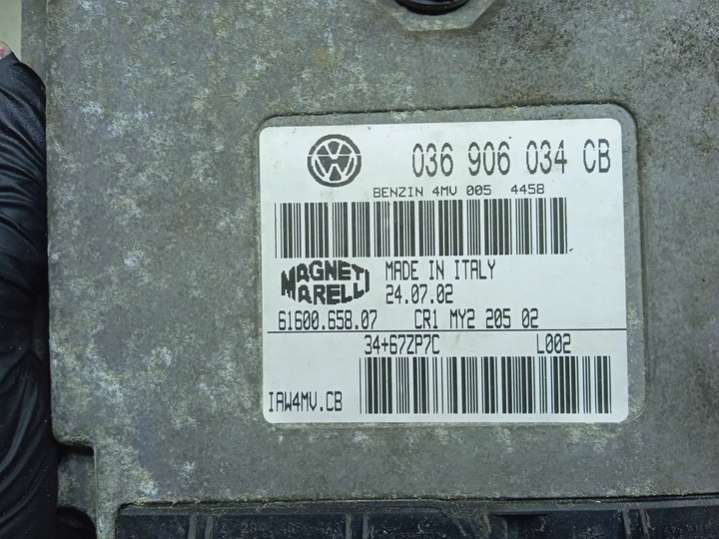 036 906 034 CB
BENZIN 4MV 005 4458
MAGNETI MARELLI
MADE IN ITALY
24.07.02
61600.658.07 CR1 MY2 205 02
34+67ZP7C L002
IAW4MV.CB